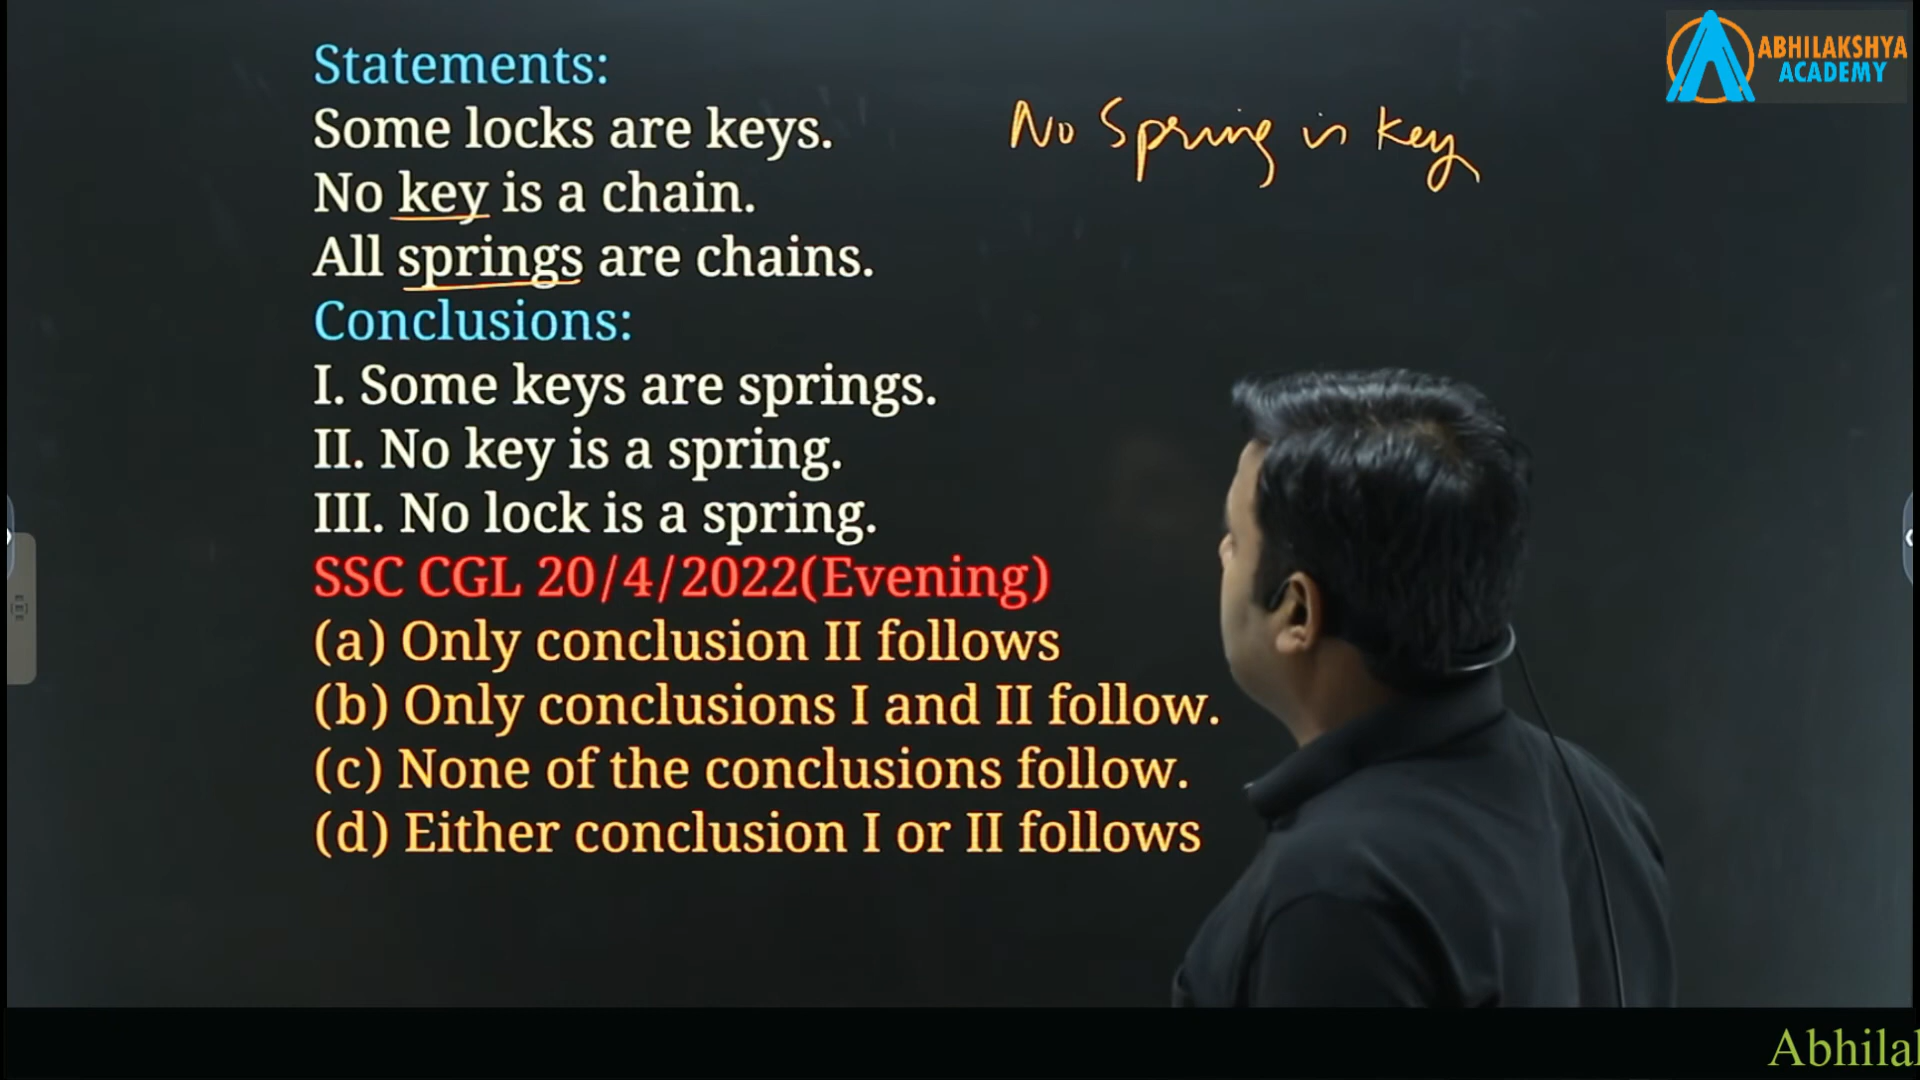 ABHILAKSHYA
ACADEMY
Statements:
Some locks are keys.
No Spring is key
No key is a chain.
All springs are chains.
Conclusions:
I. Some keys are springs.
II. No key is a spring.
III. No lock is a spring.
SSC CGL 20/4/2022(Evening)
(a) Only conclusion II follows
(b) Only conclusions I and II follow.
(c) None of the conclusions follow.
(d) Either conclusion I or II follows
Abhila